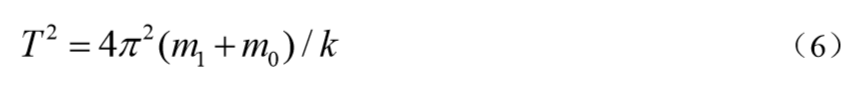 T² = 4π²(m₁ + m₀) / k （6）